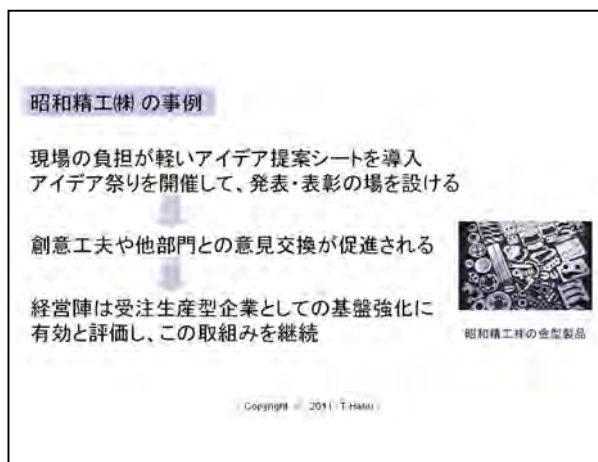 昭和精工㈱の事例
現場の負担が軽いアイデア提案シートを導入
アイデア祭りを開催して、発表・表彰の場を設ける
創意工夫や他部門との意見交換が促進される
経営陣は受注生産型企業としての基盤強化に
有効と評価し、この取組みを継続
昭和精工㈱の金型製品
Copyright 2011 T